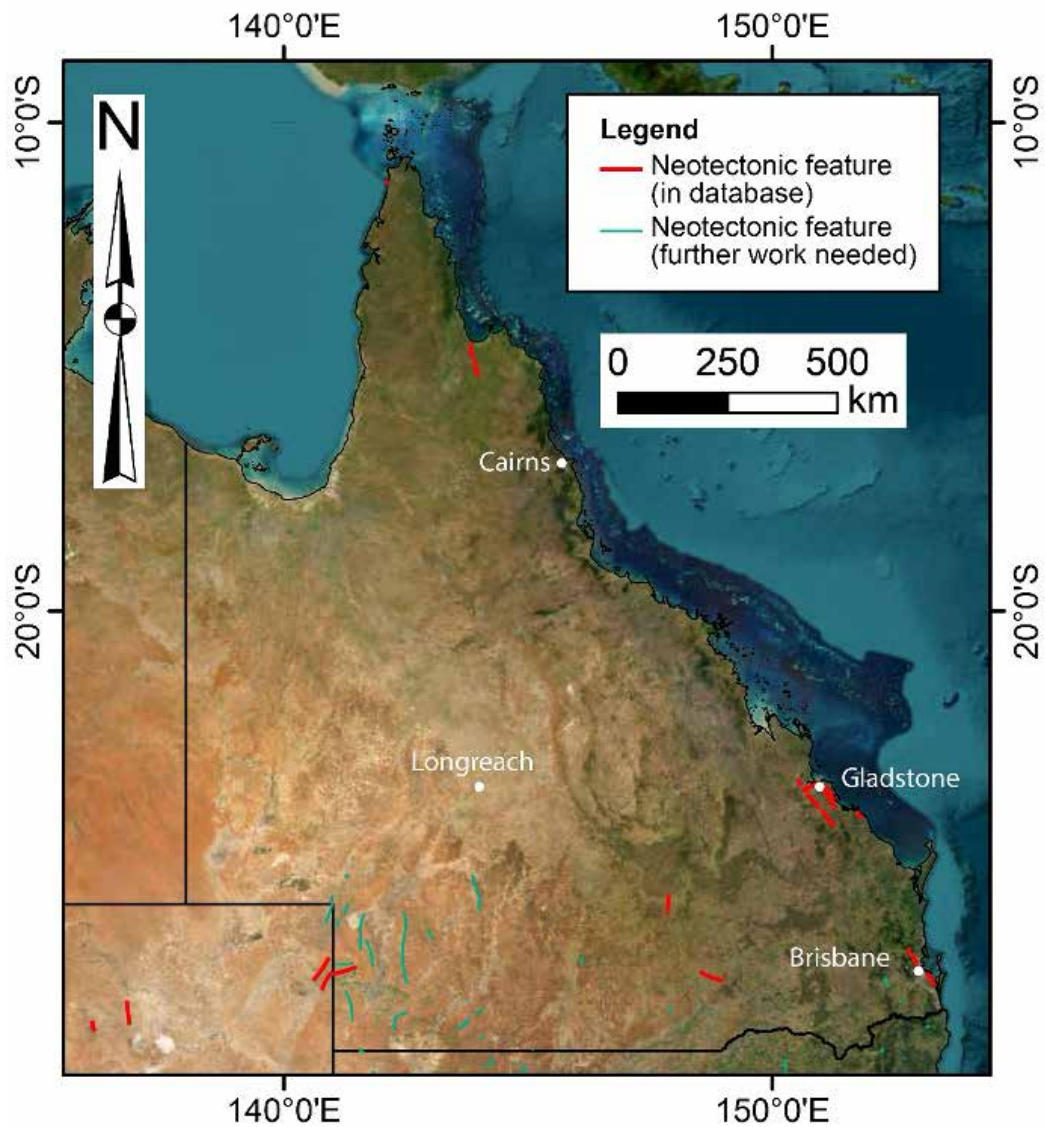 140°0'E 150°0'E
10°0'S 10°0'S
N
Legend
Neotectonic feature
(in database)
Neotectonic feature
(further work needed)
0 250 500
km
Cairns
20°0'S 20°0'S
Longreach
Gladstone
Brisbane
140°0'E 150°0'E